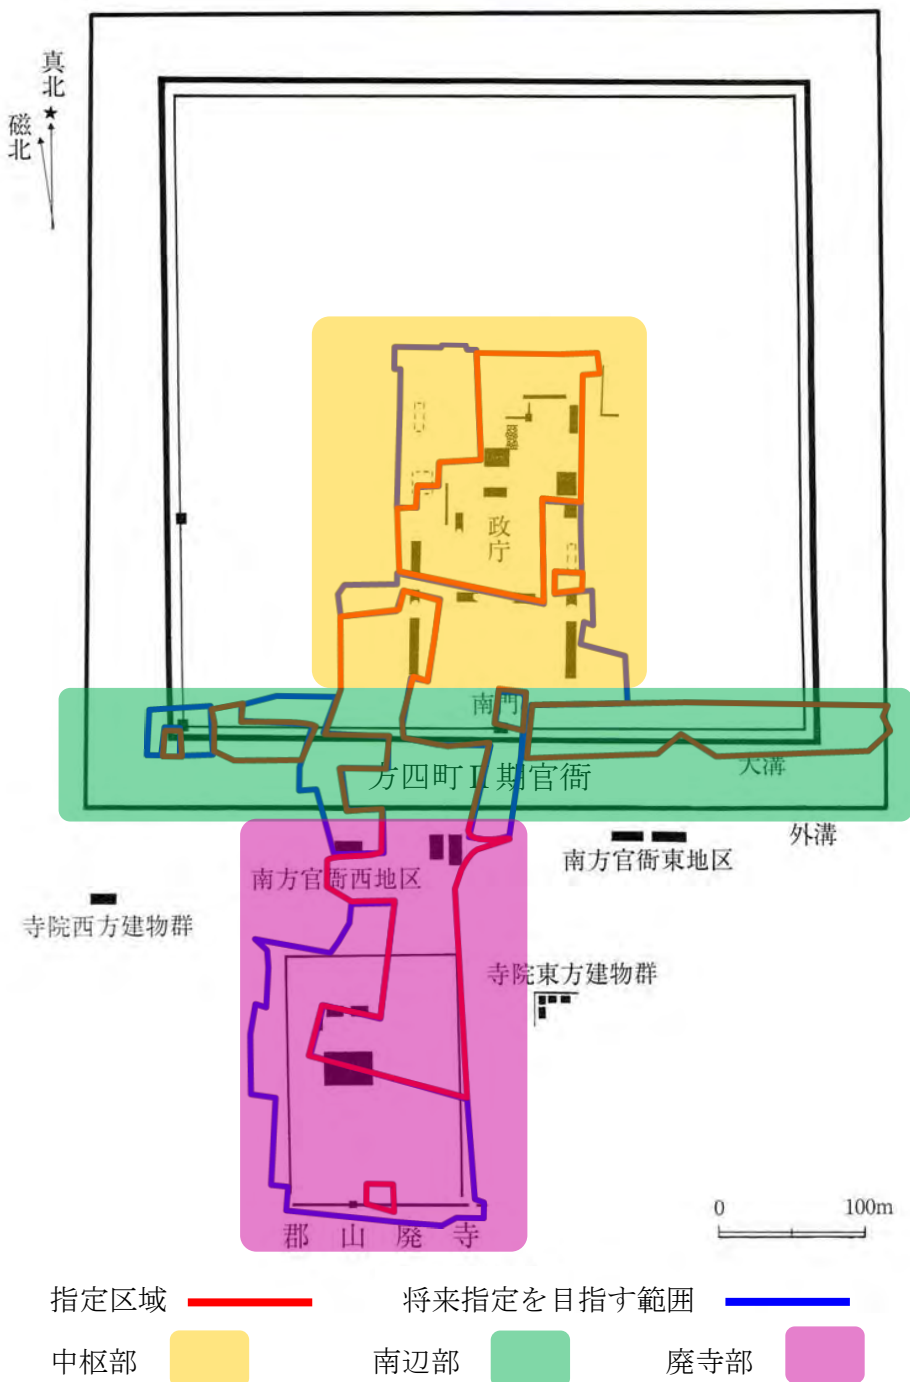 真北
磁北
政庁
南門
大溝
方四町Ⅱ期官衙
外溝
南方官衙西地区
南方官衙東地区
寺院西方建物群
寺院東方建物群
郡山廃寺
0 100m
指定区域 将来指定を目指す範囲
中枢部 南辺部 廃寺部